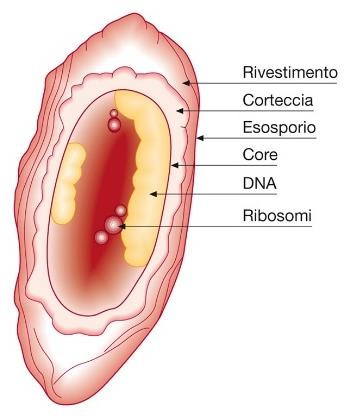 Rivestimento
Corteccia
Esosporio
Core
DNA
Ribosomi